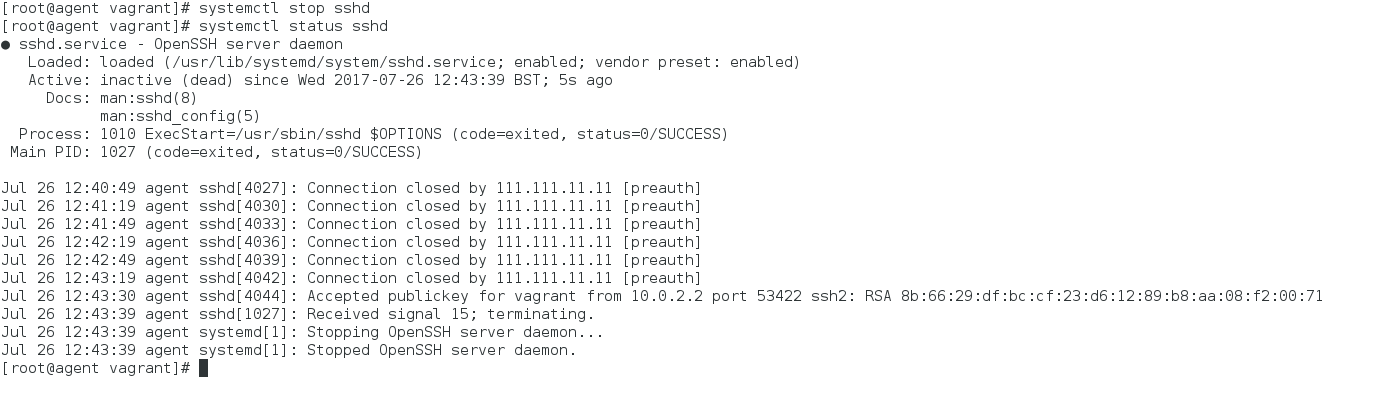 [root@agent vagrant]# systemctl stop sshd
[root@agent vagrant]# systemctl status sshd
● sshd.service - OpenSSH server daemon
   Loaded: loaded (/usr/lib/systemd/system/sshd.service; enabled; vendor preset: enabled)
   Active: inactive (dead) since Wed 2017-07-26 12:43:39 BST; 5s ago
     Docs: man:sshd(8)
           man:sshd_config(5)
  Process: 1010 ExecStart=/usr/sbin/sshd $OPTIONS (code=exited, status=0/SUCCESS)
 Main PID: 1027 (code=exited, status=0/SUCCESS)

Jul 26 12:40:49 agent sshd[4027]: Connection closed by 111.111.11.11 [preauth]
Jul 26 12:41:19 agent sshd[4030]: Connection closed by 111.111.11.11 [preauth]
Jul 26 12:41:49 agent sshd[4033]: Connection closed by 111.111.11.11 [preauth]
Jul 26 12:42:19 agent sshd[4036]: Connection closed by 111.111.11.11 [preauth]
Jul 26 12:42:49 agent sshd[4039]: Connection closed by 111.111.11.11 [preauth]
Jul 26 12:43:19 agent sshd[4042]: Connection closed by 111.111.11.11 [preauth]
Jul 26 12:43:30 agent sshd[4044]: Accepted publickey for vagrant from 10.0.2.2 port 53422 ssh2: RSA 8b:66:29:df:bc:cf:23:d6:12:89:b8:aa:08:f2:00:71
Jul 26 12:43:39 agent sshd[1027]: Received signal 15; terminating.
Jul 26 12:43:39 agent systemd[1]: Stopping OpenSSH server daemon...
Jul 26 12:43:39 agent systemd[1]: Stopped OpenSSH server daemon.
[root@agent vagrant]#